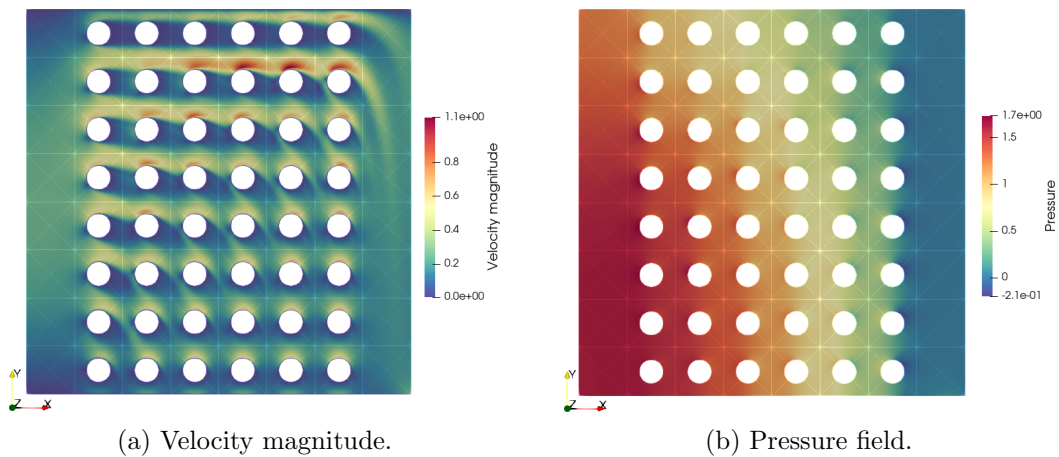 1.1e+00
0.8
0.6
0.4
0.2
0.0e+00
Velocity magnitude
Y
Z
X
(a) Velocity magnitude.
1.7e+00
1.5
1
0.5
0
-2.1e-01
Pressure
Y
Z
X
(b) Pressure field.